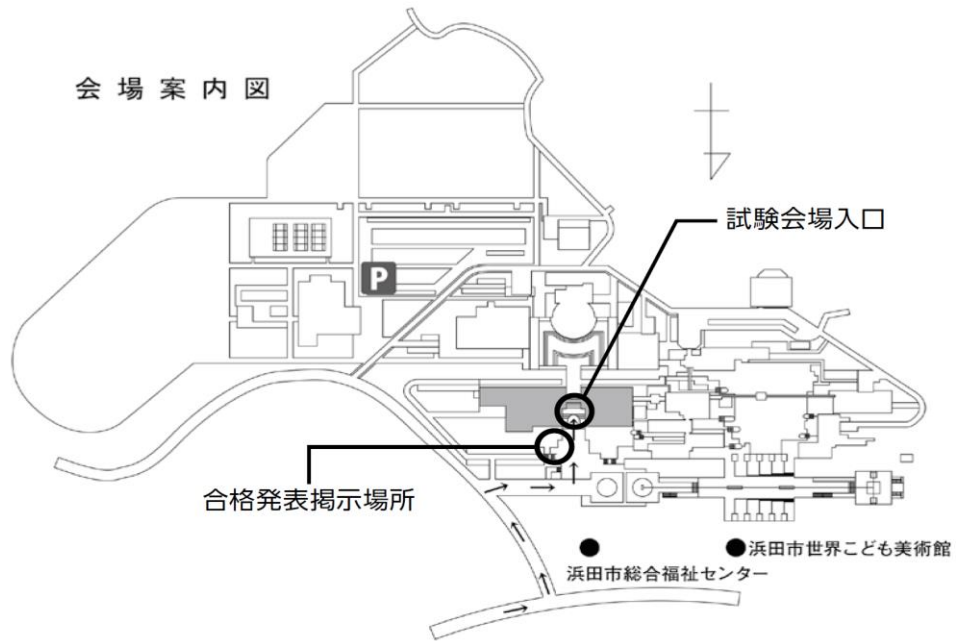 会場案内図
試験会場入口
P
合格発表掲示場所
浜田市世界こども美術館
浜田市総合福祉センター